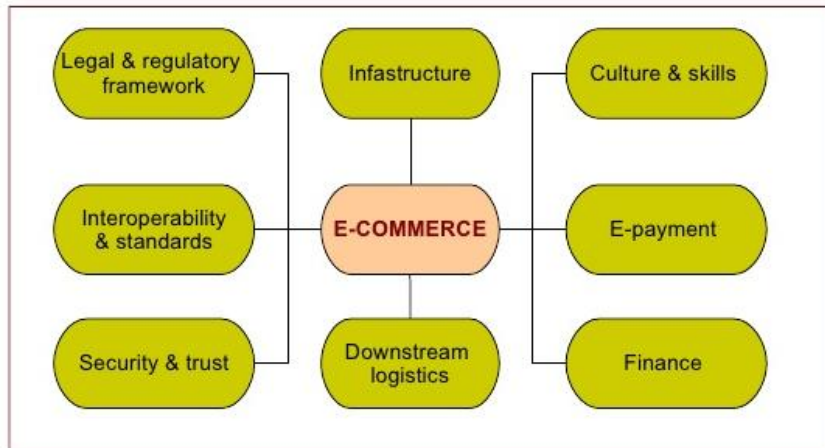 Legal & regulatory
framework
Infastructure
Culture & skills
Interoperability
& standards
E-COMMERCE
E-payment
Security & trust
Downstream
logistics
Finance